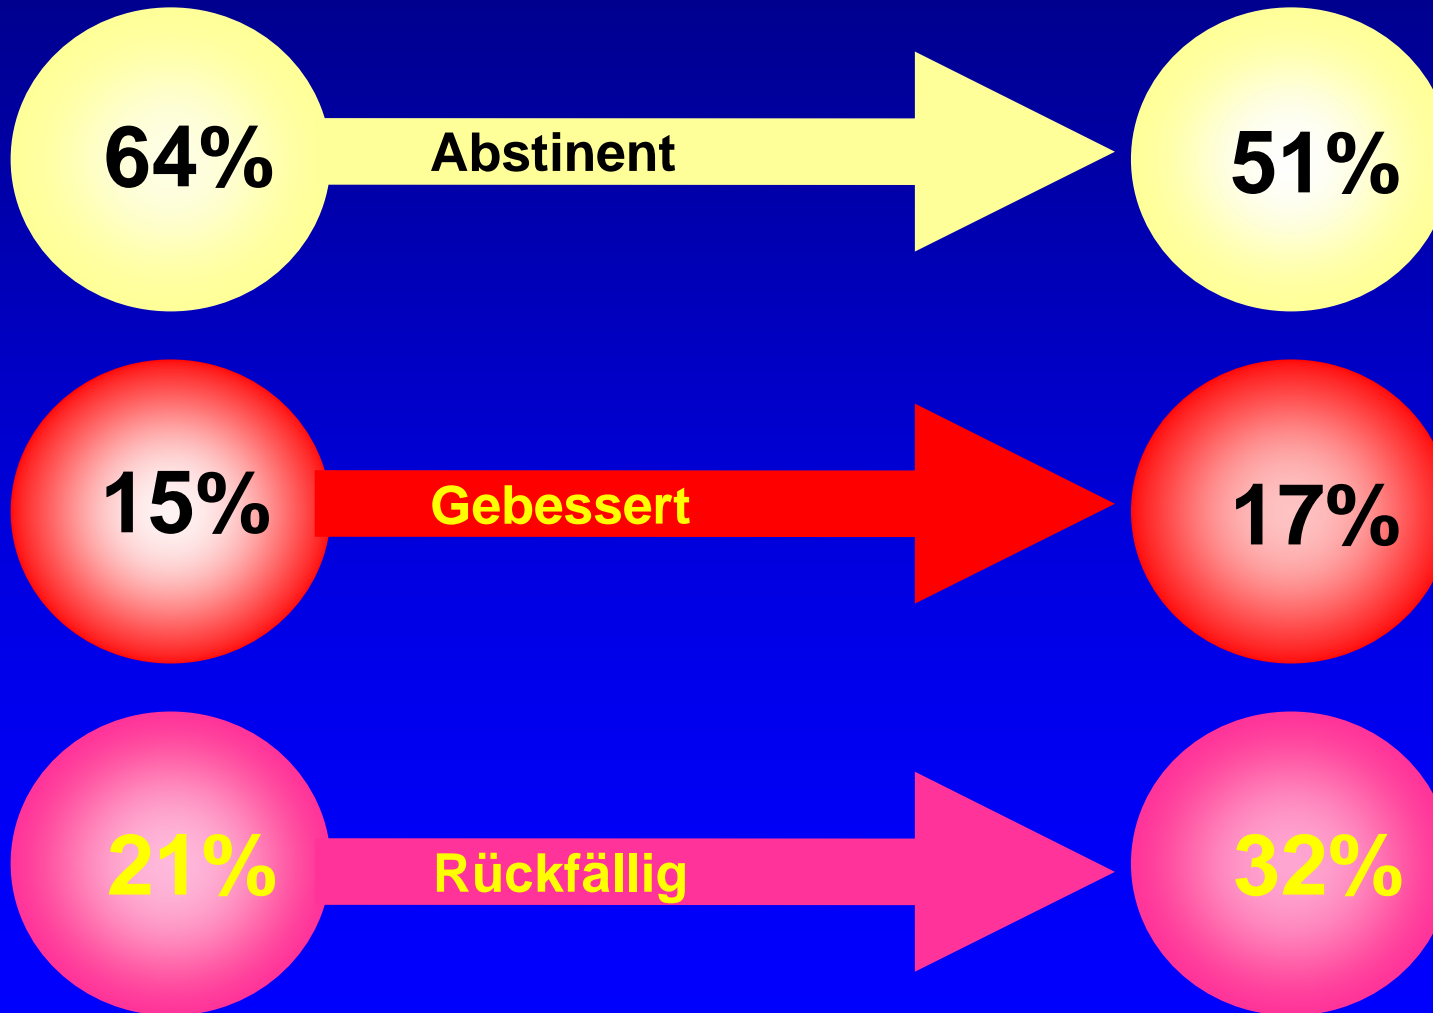 64% Abstinent 51%
15% Gebessert 17%
21% Rückfällig 32%